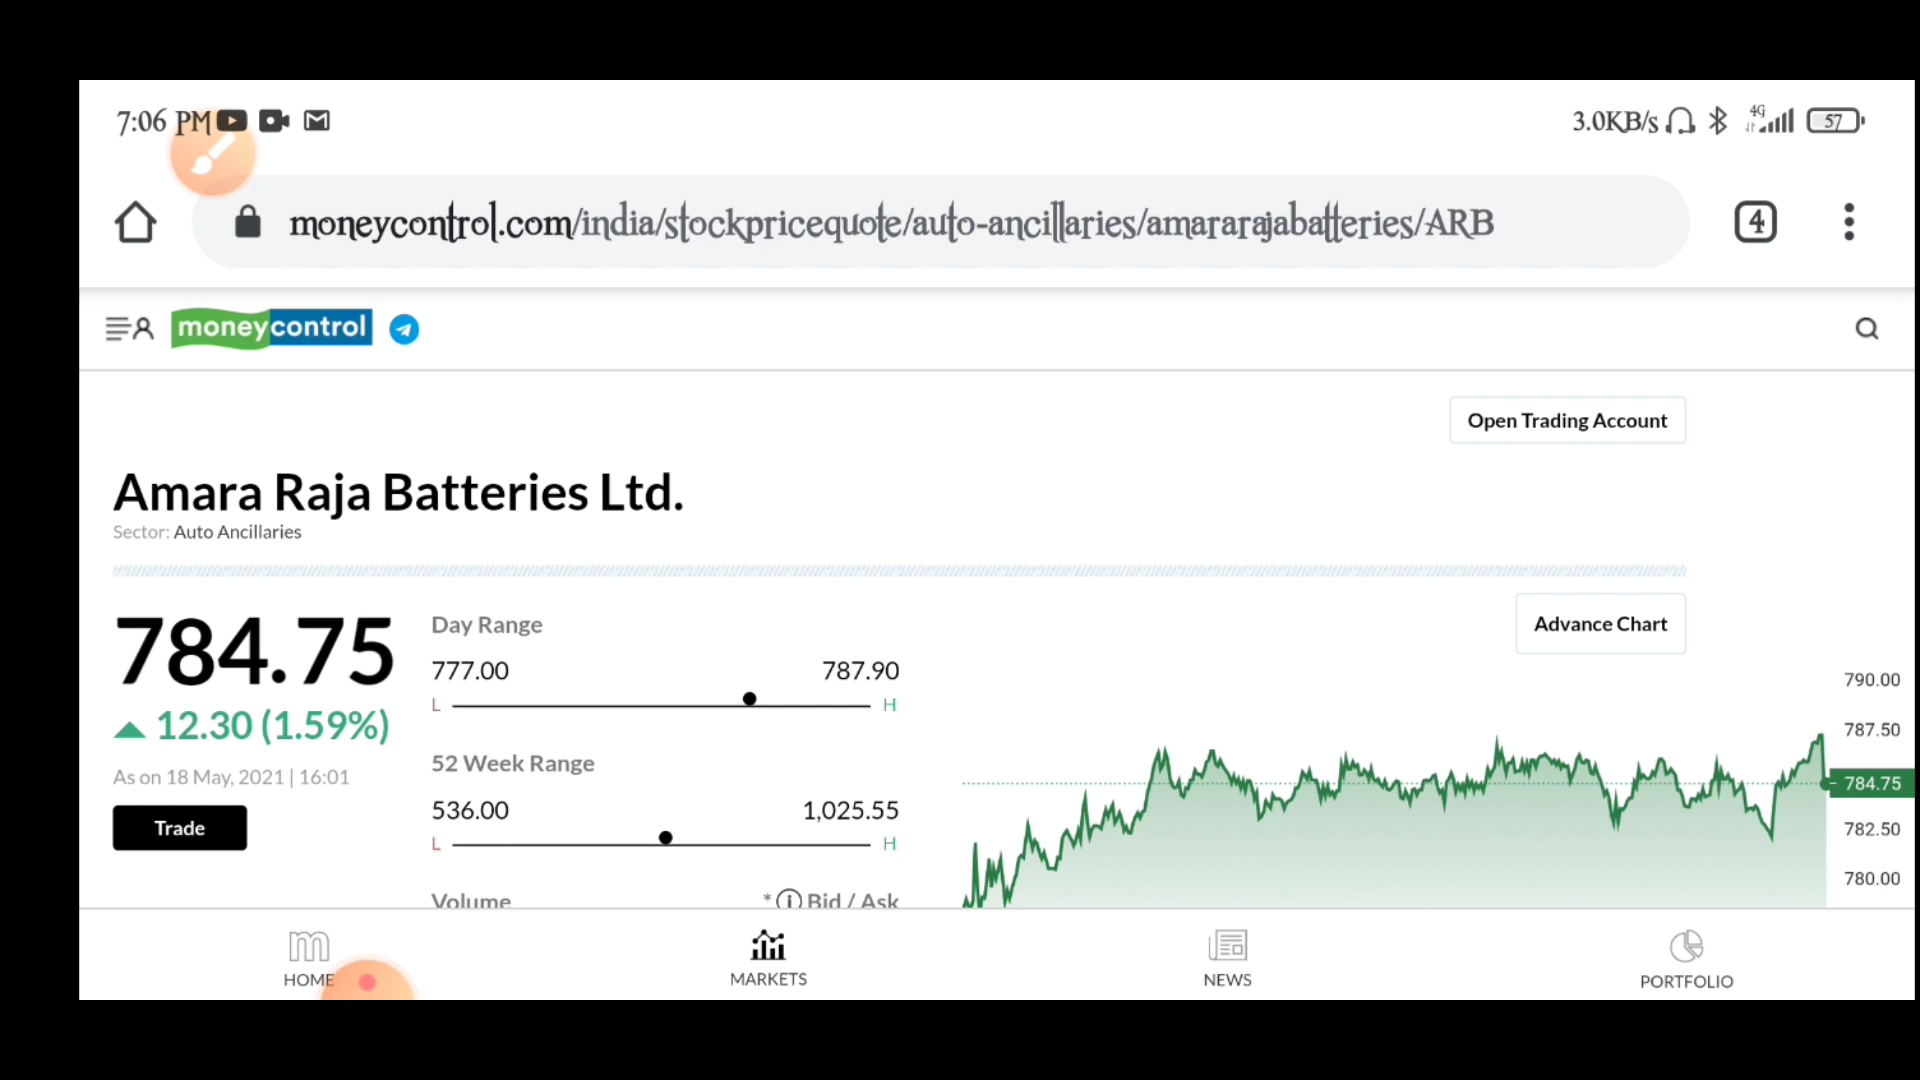 7:06 PM
3.0KB/s 4G 57
moneycontrol.com/india/stockpricequote/auto-ancillaries/amararajabatteries/ARB
4
moneycontrol
Open Trading Account
Amara Raja Batteries Ltd.
Sector: Auto Ancillaries
784.75
12.30 (1.59%)
As on 18 May, 2021 | 16:01
Trade
Day Range
777.00 787.90
L H
52 Week Range
536.00 1,025.55
L H
Volume * Bid / Ask
Advance Chart
790.00
787.50
784.75
782.50
780.00
HOME MARKETS NEWS PORTFOLIO